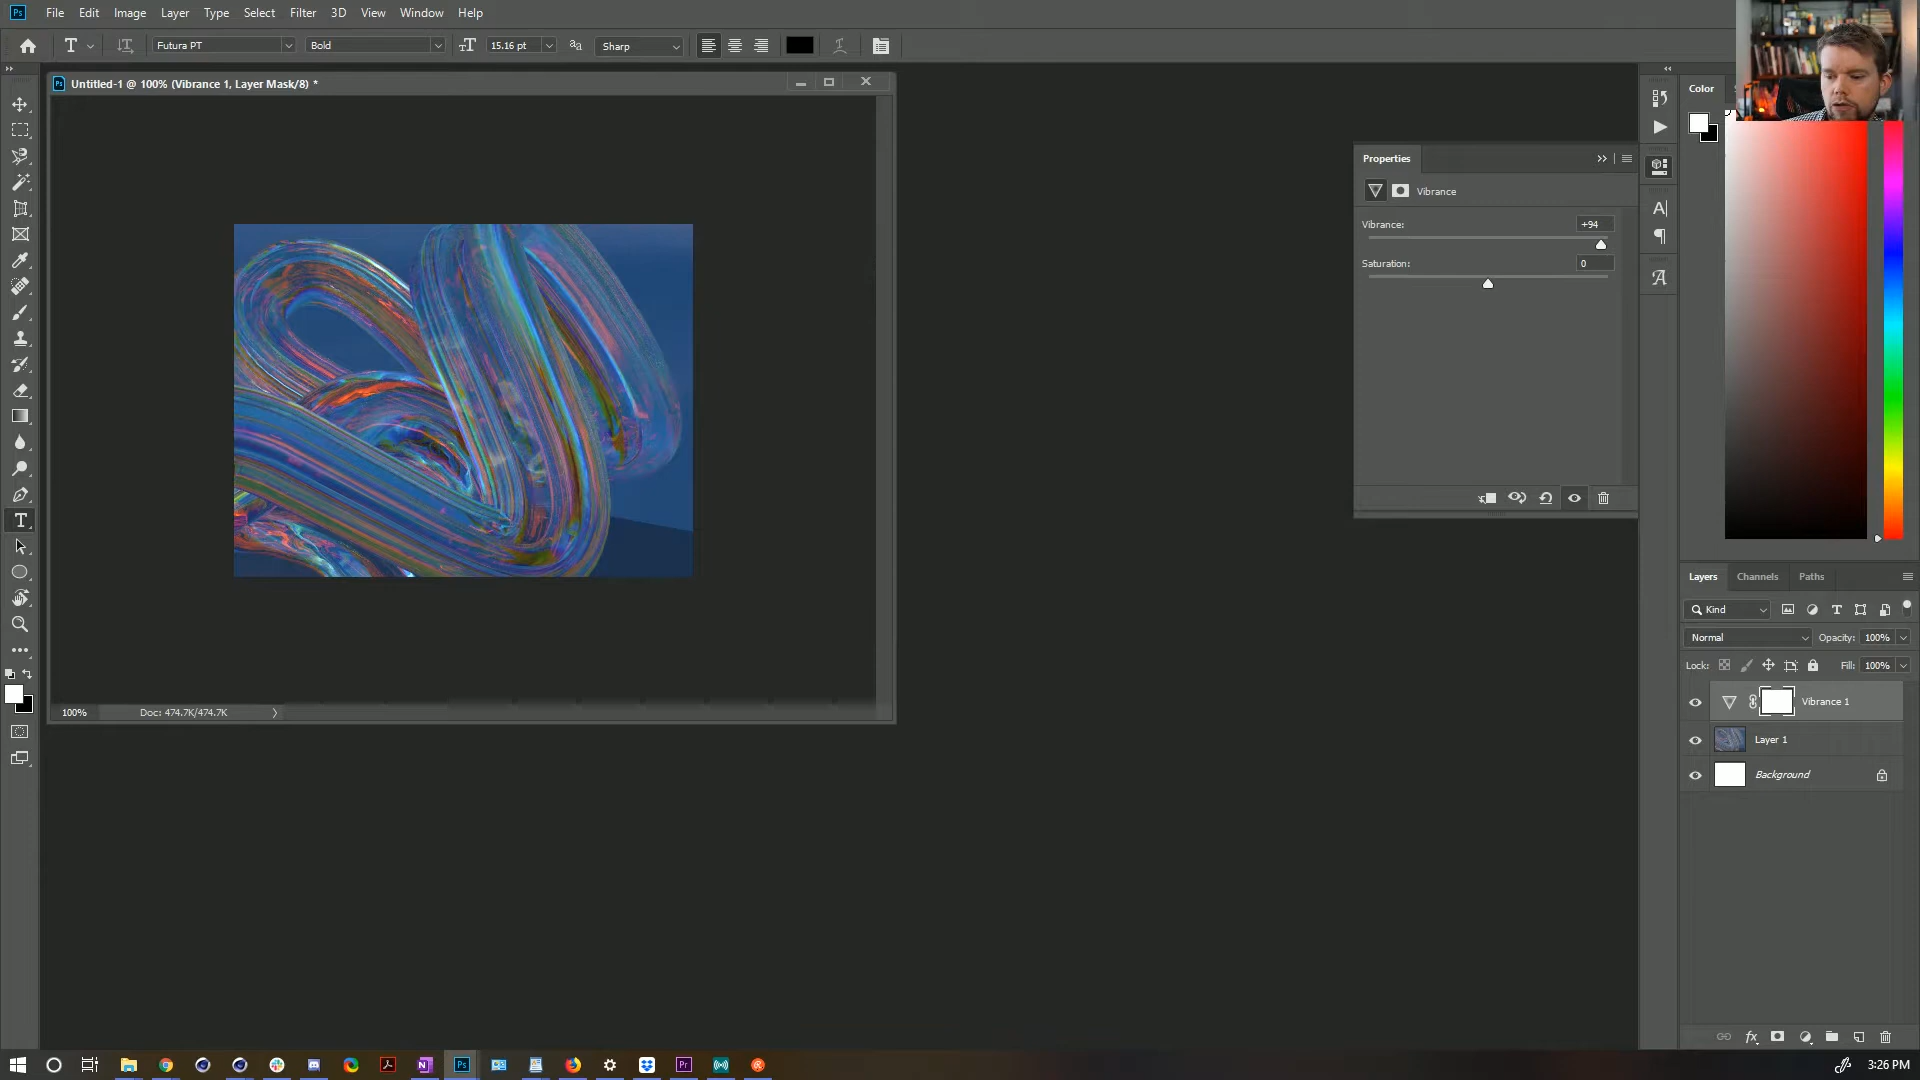 Ps File Edit Image Layer Type Select Filter 3D View Window Help
T Futura PT Bold 15.16 pt Sharp
Untitled-1 @ 100% (Vibrance 1, Layer Mask/8) *
Color
Properties
Vibrance
Vibrance: +94
Saturation: 0
100% Doc: 474.7K/474.7K
Layers Channels Paths
Kind
Normal Opacity: 100%
Lock: Fill: 100%
Vibrance 1
Layer 1
Background
Ps Pr 3:26 PM